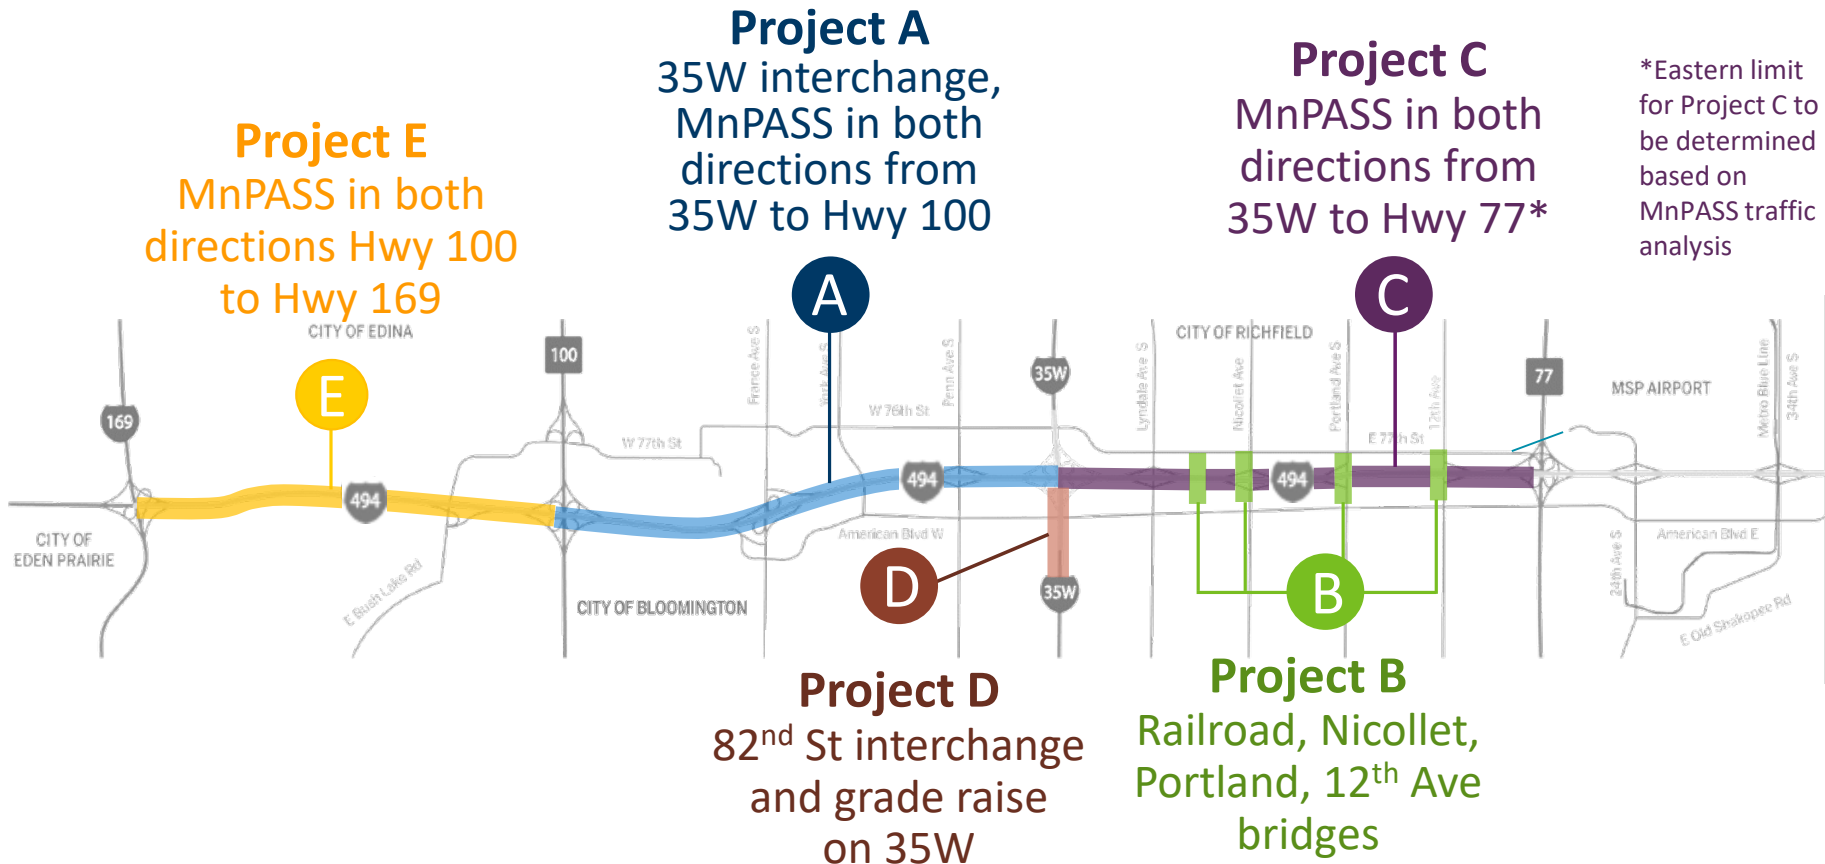 Project A
35W interchange,
MnPASS in both
directions from
35W to Hwy 100
Project C
MnPASS in both
directions from
35W to Hwy 77*
*Eastern limit
for Project C to
be determined
based on
MnPASS traffic
analysis
Project E
MnPASS in both
directions Hwy 100
to Hwy 169
A
C
E
CITY OF EDINA
CITY OF RICHFIELD
MSP AIRPORT
100
169
35W
77
France Ave S
York Ave S
Penn Ave S
Lyndale Ave S
Nicollet Ave
Portland Ave S
12th Ave
Metro Blue Line
34th Ave S
W 76th St
W 77th St
E 77th St
494
494
494
CITY OF
EDEN PRAIRIE
E Bush Lake Rd
CITY OF BLOOMINGTON
American Blvd W
American Blvd E
24th Ave S
E Old Shakopee Rd
35W
D
B
Project D
82nd St interchange
and grade raise
on 35W
Project B
Railroad, Nicollet,
Portland, 12th Ave
bridges